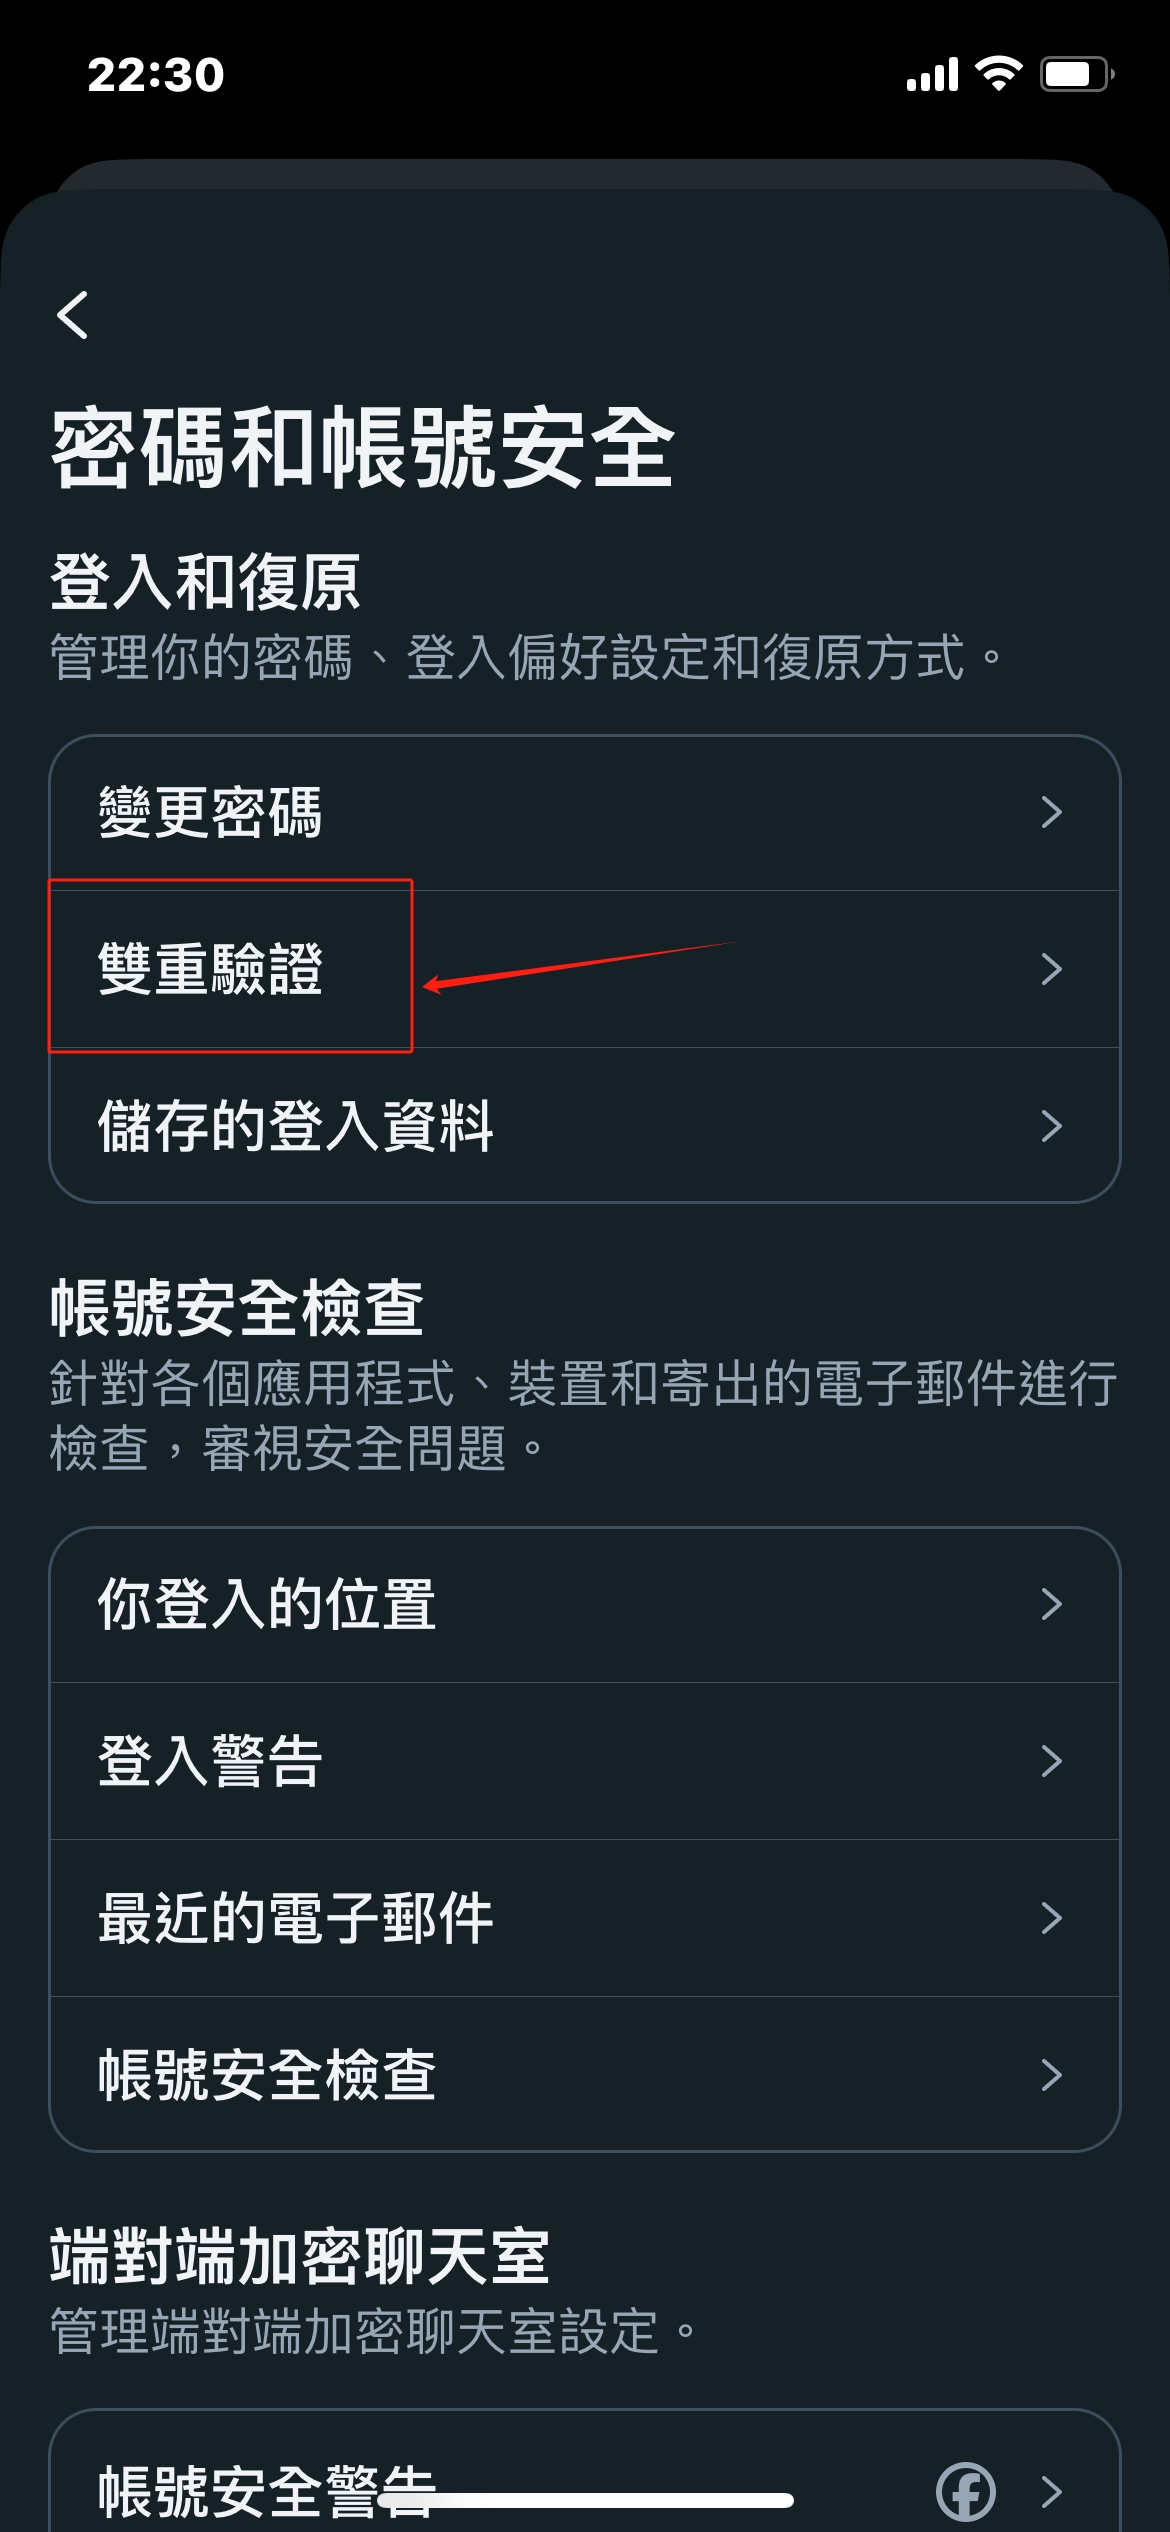 22:30
密碼和帳號安全
登入和復原
管理你的密碼、登入偏好設定和復原方式。
變更密碼
雙重驗證
儲存的登入資料
帳號安全檢查
針對各個應用程式、裝置和寄出的電子郵件進行
檢查，審視安全問題。
你登入的位置
登入警告
最近的電子郵件
帳號安全檢查
端對端加密聊天室
管理端對端加密聊天室設定。
帳號安全警告